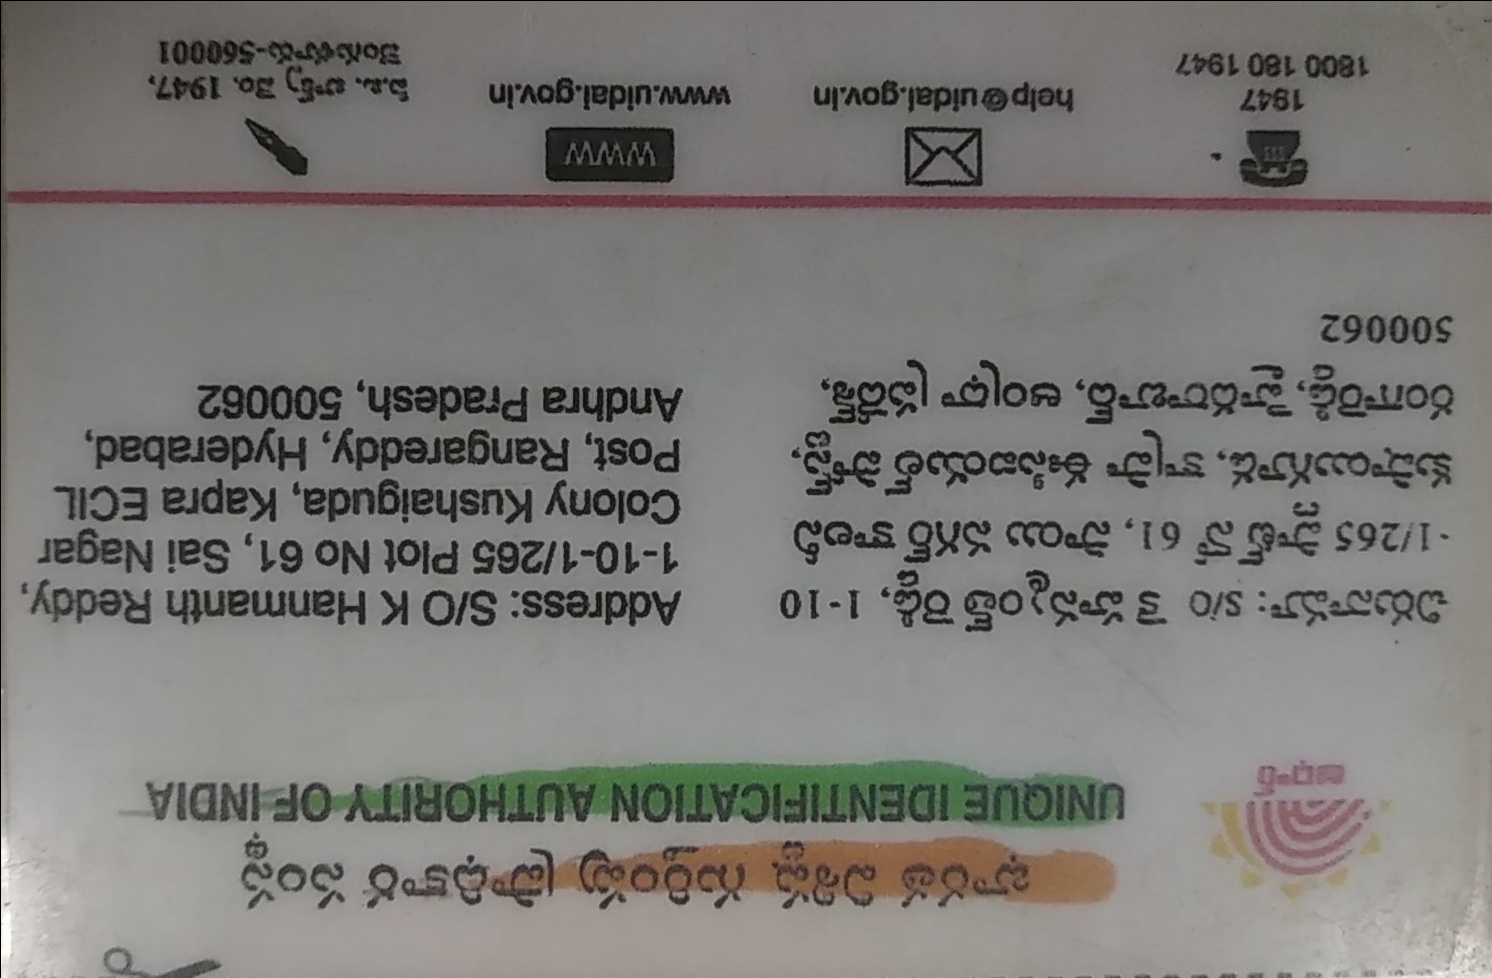 భారత విశిష్ట గుర్తింపు ప్రాధికార సంస్థ
UNIQUE IDENTIFICATION AUTHORITY OF INDIA
ఆధార్
చిరునామా: S/O కె హన్మంత్ రెడ్డి, 1-10
-1/265 ప్లాట్ నో 61, సాయి నగర్ కాలనీ
కుషాయిగూడ, కాప్రా ఈసిఐయల్ పోస్ట్,
రంగారెడ్డి, హైదరాబాద్, ఆంధ్రా ప్రదేశ్,
500062
Address: S/O K Hanmanth Reddy,
1-10-1/265 Plot No 61, Sai Nagar
Colony Kushaiguda, Kapra ECIL
Post, Rangareddy, Hyderabad,
Andhra Pradesh, 500062
1947
1800 180 1947
help@uidai.gov.in
WWW
www.uidai.gov.in
పి.ఒ. బాక్స్ నెం. 1947,
బెంగుళూరు-560001